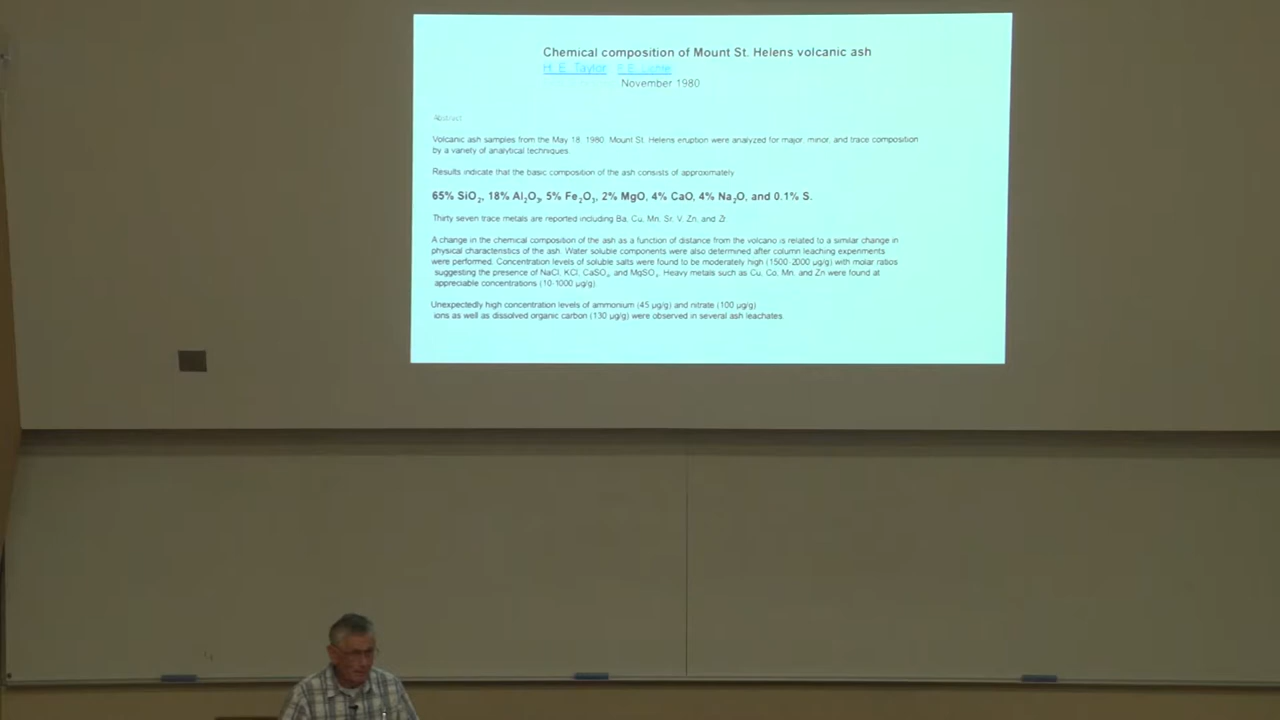 Chemical composition of Mount St. Helens volcanic ash
H. E. Taylor, F.E. Lichte
November 1980
Abstract
Volcanic ash samples from the May 18, 1980, Mount St. Helens eruption were analyzed for major, minor, and trace composition
by a variety of analytical techniques.
Results indicate that the basic composition of the ash consists of approximately
65% SiO₂, 18% Al₂O₃, 5% Fe₂O₃, 2% MgO, 4% CaO, 4% Na₂O, and 0.1% S.
Thirty seven trace metals are reported including Ba, Cu, Mn, Sr, V, Zn, and Zr.
A change in the chemical composition of the ash as a function of distance from the volcano is related to a similar change in
physical characteristics of the ash. Water soluble components were also determined after column leaching experiments
were performed. Concentration levels of soluble salts were found to be moderately high (1500-2000 µg/g) with molar ratios
suggesting the presence of NaCl, KCl, CaSO₄, and MgSO₄. Heavy metals such as Cu, Co, Mn, and Zn were found at
appreciable concentrations (10-1000 µg/g).
Unexpectedly high concentration levels of ammonium (45 µg/g) and nitrate (100 µg/g)
ions as well as dissolved organic carbon (130 µg/g) were observed in several ash leachates.